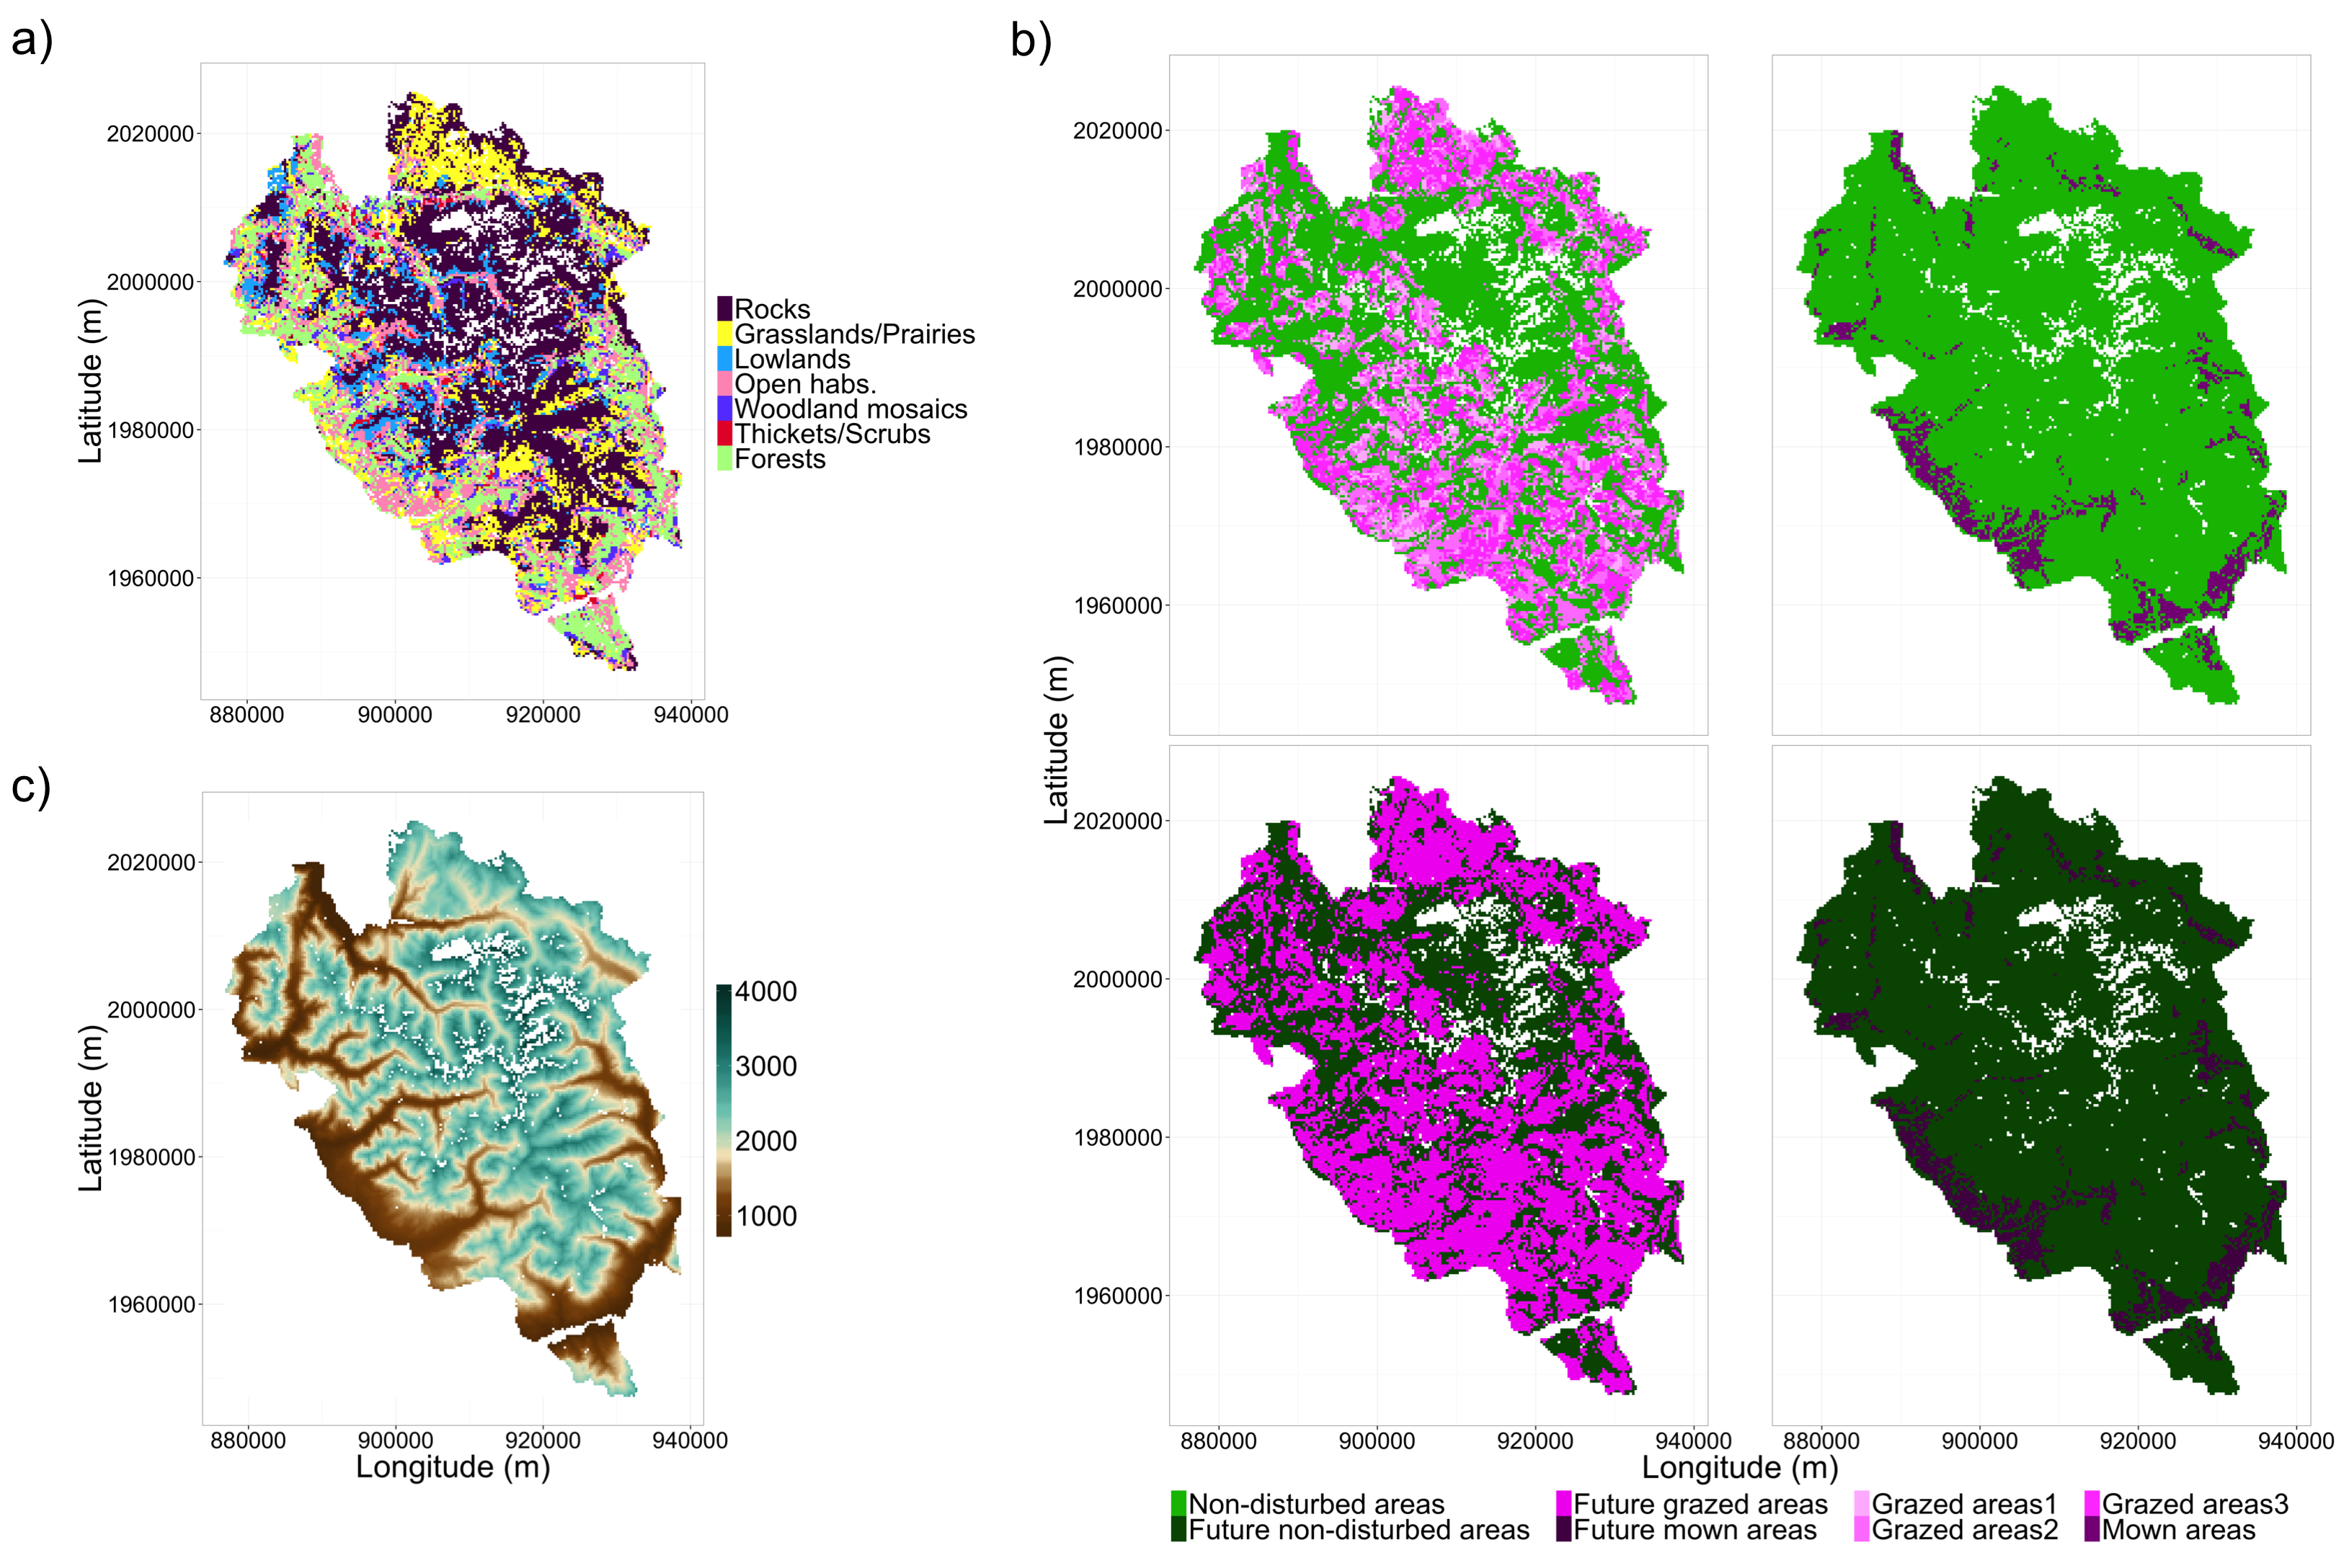 a)
Latitude (m)
2020000
2000000
1980000
1960000
880000 900000 920000 940000
Rocks
Grasslands/Prairies
Lowlands
Open habs.
Woodland mosaics
Thickets/Scrubs
Forests
b)
Latitude (m)
2020000
2000000
1980000
1960000
2020000
2000000
1980000
1960000
880000 900000 920000 940000
880000 900000 920000 940000
Longitude (m)
Non-disturbed areas
Future non-disturbed areas
Future grazed areas
Future mown areas
Grazed areas1
Grazed areas2
Grazed areas3
Mown areas
c)
Latitude (m)
2020000
2000000
1980000
1960000
880000 900000 920000 940000
Longitude (m)
4000
3000
2000
1000